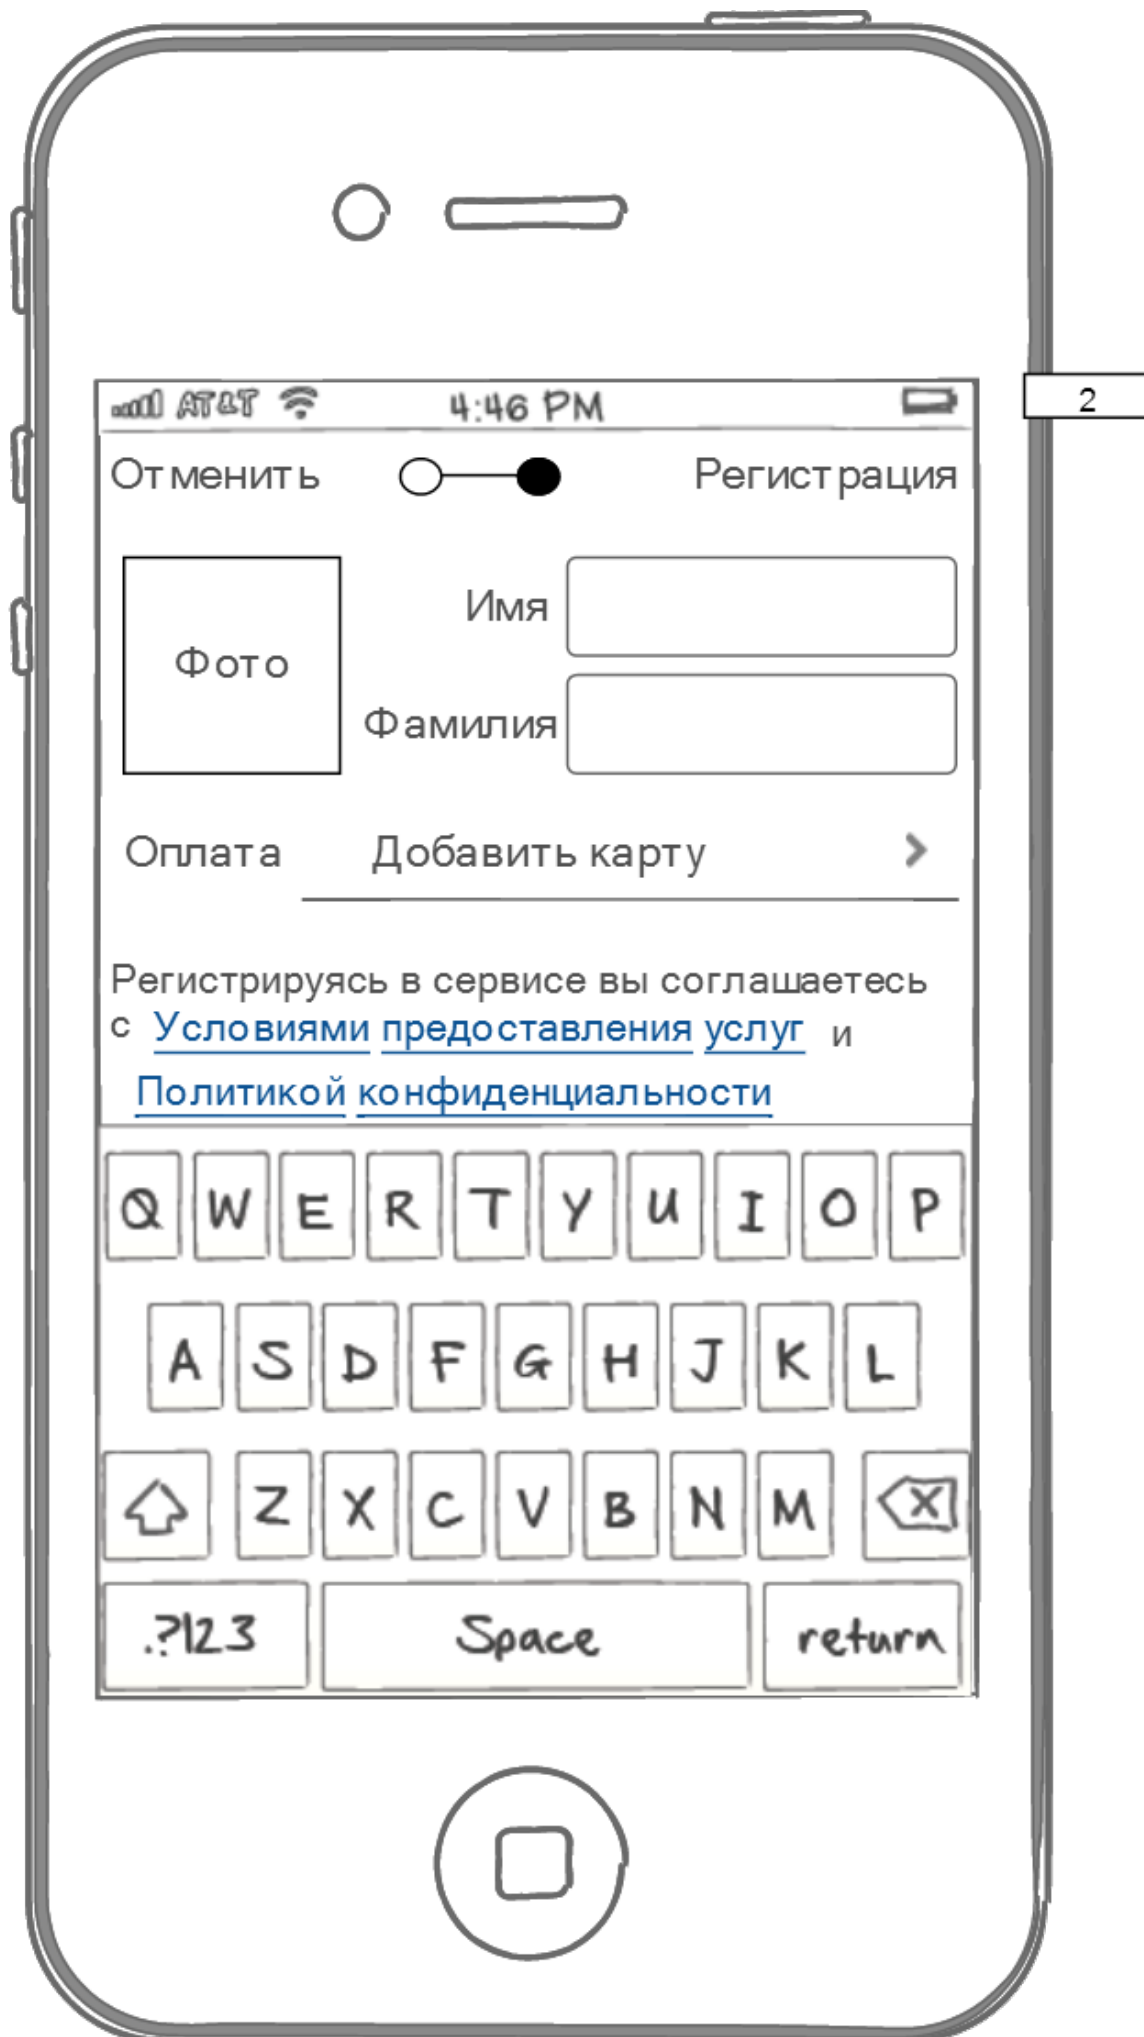 AT&T 4:46 PM
2
Отменить Регистрация
Имя
Фото
Фамилия
Оплата Добавить карту
Регистрируясь в сервисе вы соглашаетесь
с Условиями предоставления услуг и
Политикой конфиденциальности
Q W E R T Y U I O P
A S D F G H J K L
Z X C V B N M
.?123 Space return